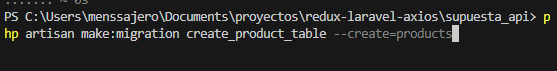 PS C:\Users\menssajero\Documents\proyectos\redux-laravel-axios\supuesta_api> p
hp artisan make:migration create_product_table --create=products